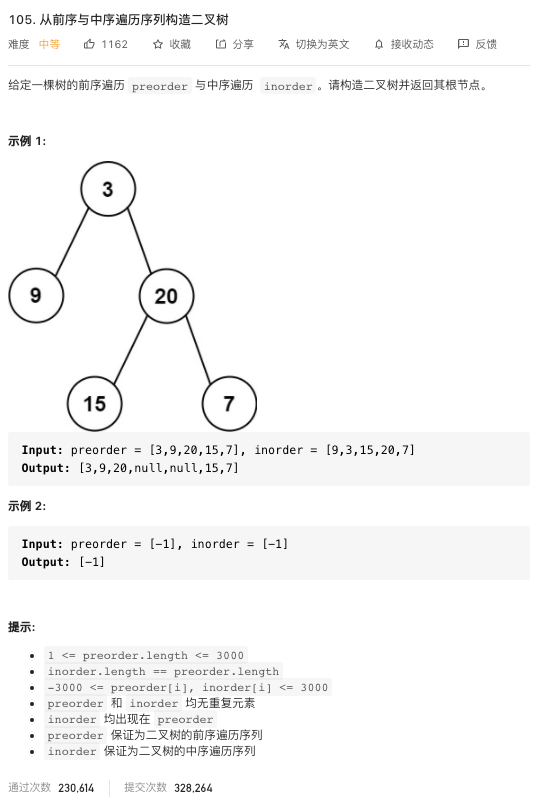 105. 从前序与中序遍历序列构造二叉树
难度 中等 1162 收藏 分享 切换为英文 接收动态 反馈
给定一棵树的前序遍历 preorder 与中序遍历 inorder。请构造二叉树并返回其根节点。
示例 1:
3
9 20
15 7
Input: preorder = [3,9,20,15,7], inorder = [9,3,15,20,7]
Output: [3,9,20,null,null,15,7]
示例 2:
Input: preorder = [-1], inorder = [-1]
Output: [-1]
提示:
1 <= preorder.length <= 3000
inorder.length == preorder.length
-3000 <= preorder[i], inorder[i] <= 3000
preorder 和 inorder 均无重复元素
inorder 均出现在 preorder
preorder 保证为二叉树的前序遍历序列
inorder 保证为二叉树的中序遍历序列
通过次数 230,614 提交次数 328,264